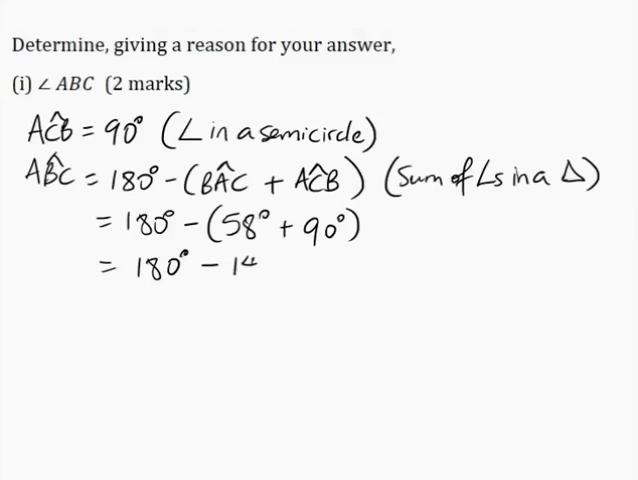 Determine, giving a reason for your answer,
(i) ∠ ABC (2 marks)
AĈB = 90° (∠ in a semicircle)
AB̂C = 180° - (BÂC + AĈB) (Sum of ∠s in a Δ)
= 180° - (58° + 90°)
= 180° - 14